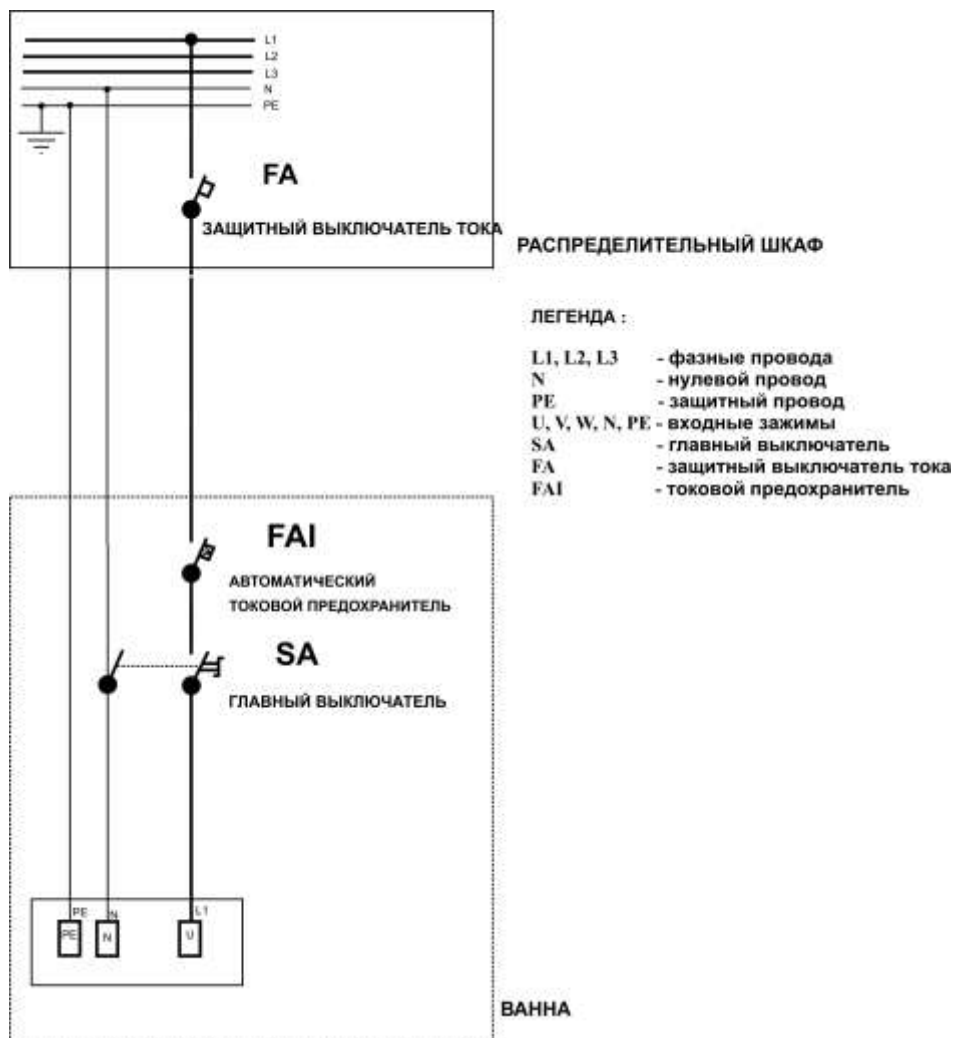 L1
L2
L3
N
PE
FA
ЗАЩИТНЫЙ ВЫКЛЮЧАТЕЛЬ ТОКА
РАСПРЕДЕЛИТЕЛЬНЫЙ ШКАФ
ЛЕГЕНДА :
L1, L2, L3 - фазные провода
N - нулевой провод
PE - защитный провод
U, V, W, N, PE - входные зажимы
SA - главный выключатель
FA - защитный выключатель тока
FAI - токовой предохранитель
FAI
АВТОМАТИЧЕСКИЙ
ТОКОВОЙ ПРЕДОХРАНИТЕЛЬ
SA
ГЛАВНЫЙ ВЫКЛЮЧАТЕЛЬ
PE N L1
PE N U
ВАННА